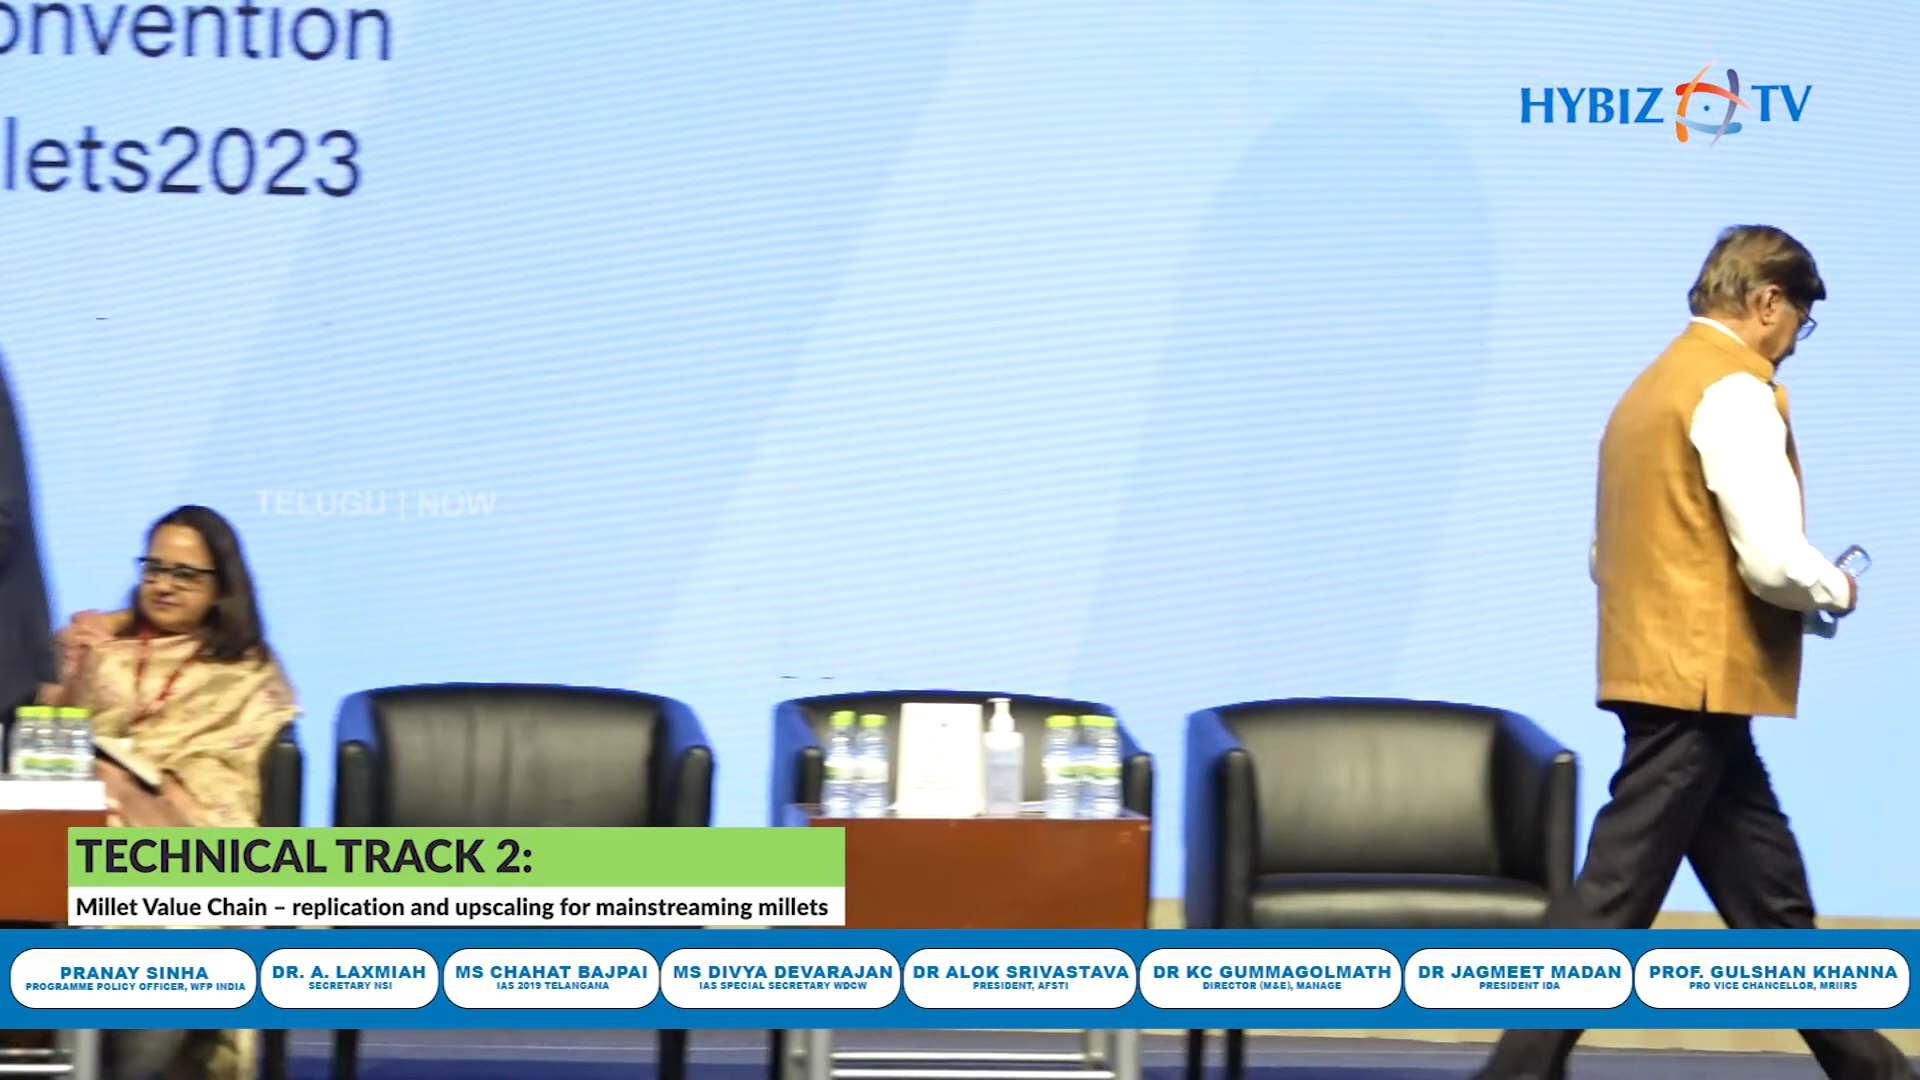 onvention
llets2023
HYBIZ TV
TELUGU | NOW
TECHNICAL TRACK 2:
Millet Value Chain – replication and upscaling for mainstreaming millets
PRANAY SINHA
PROGRAMME POLICY OFFICER, WFP INDIA
DR. A. LAXMIAH
SECRETARY NSI
MS CHAHAT BAJPAI
IAS 2019 TELANGANA
MS DIVYA DEVARAJAN
IAS SPECIAL SECRETARY WDCW
DR ALOK SRIVASTAVA
PRESIDENT, AFSTI
DR KC GUMMAGOLMATH
DIRECTOR (M&E), MANAGE
DR JAGMEET MADAN
PRESIDENT IDA
PROF. GULSHAN KHANNA
PRO VICE CHANCELLOR, MRIIRS